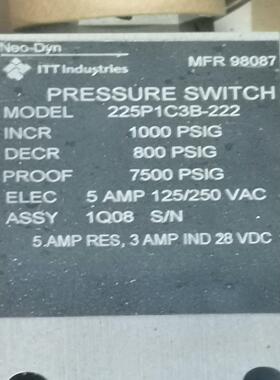 Neo-Dyn
ITT Industries MFR 98087
PRESSURE SWITCH
MODEL 225P1C3B-222
INCR 1000 PSIG
DECR 800 PSIG
PROOF 7500 PSIG
ELEC 5 AMP 125/250 VAC
ASSY 1Q08 S/N
5 AMP RES, 3 AMP IND 28 VDC